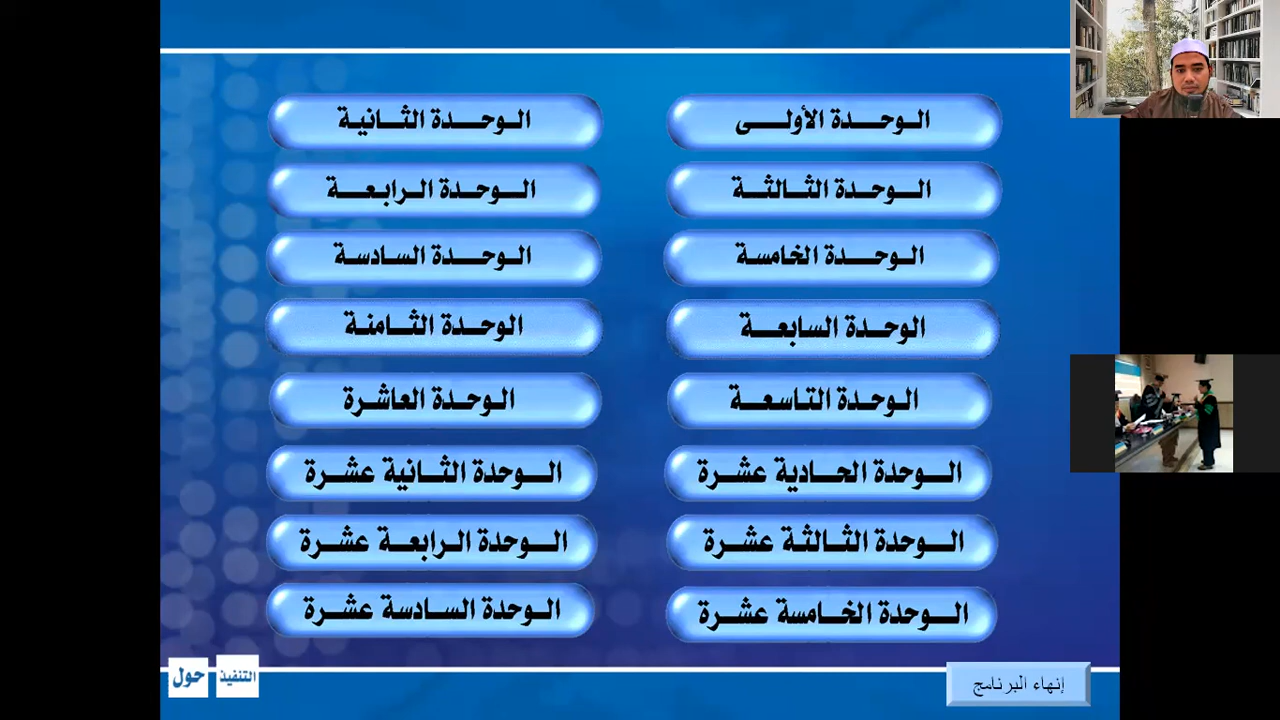 الوحدة الأولى
الوحدة الثانية
الوحدة الثالثة
الوحدة الرابعة
الوحدة الخامسة
الوحدة السادسة
الوحدة السابعة
الوحدة الثامنة
الوحدة التاسعة
الوحدة العاشرة
الوحدة الحادية عشرة
الوحدة الثانية عشرة
الوحدة الثالثة عشرة
الوحدة الرابعة عشرة
الوحدة الخامسة عشرة
الوحدة السادسة عشرة
إنهاء البرنامج
التنفيذ
حول